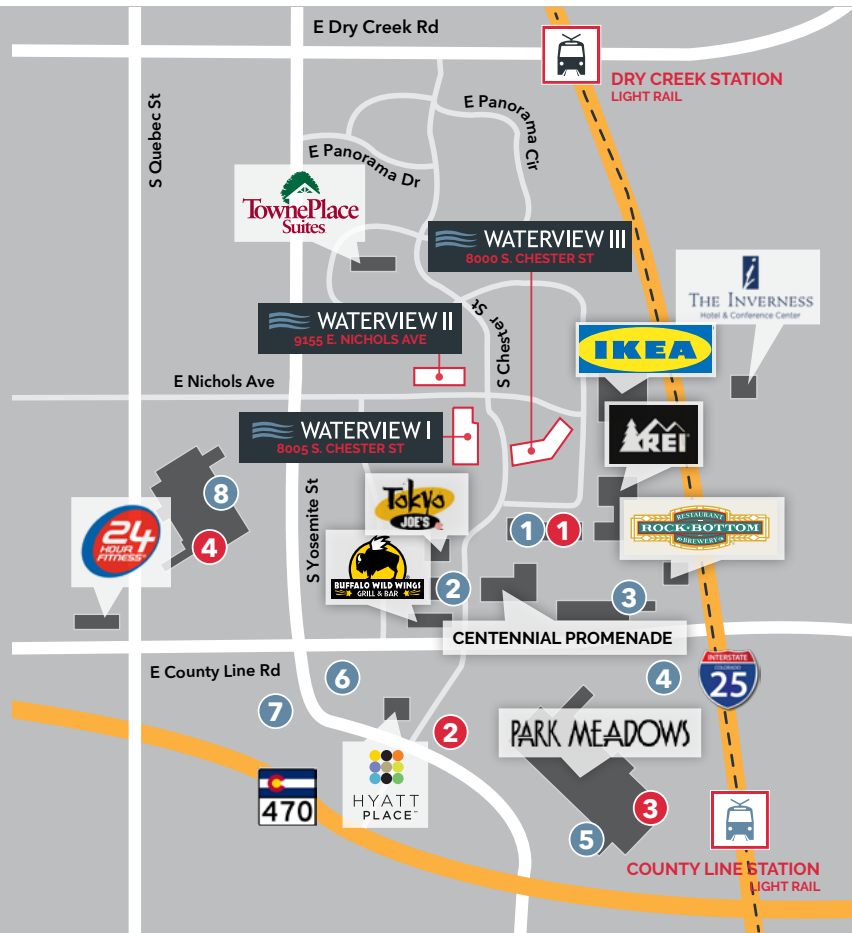 E Dry Creek Rd
DRY CREEK STATION
LIGHT RAIL
S Quebec St
E Panorama Cir
E Panorama Dr
TownePlace
Suites
WATERVIEW III
8000 S. CHESTER ST
i
THE INVERNESS
Hotel & Conference Center
WATERVIEW II
9155 E. NICHOLS AVE
S Chester St
IKEA
E Nichols Ave
WATERVIEW I
8005 S. CHESTER ST
REI
S Yosemite St
8
Tokyo
JOE'S
24
HOUR
FITNESS
4
1
1
RESTAURANT
ROCK BOTTOM
BREWERY
BUFFALO WILD WINGS
GRILL & BAR
2
3
CENTENNIAL PROMENADE
E County Line Rd
6
4
INTERSTATE
COLORADO
25
7
2
PARK MEADOWS
470
HYATT
PLACE™
3
5
COUNTY LINE STATION
LIGHT RAIL